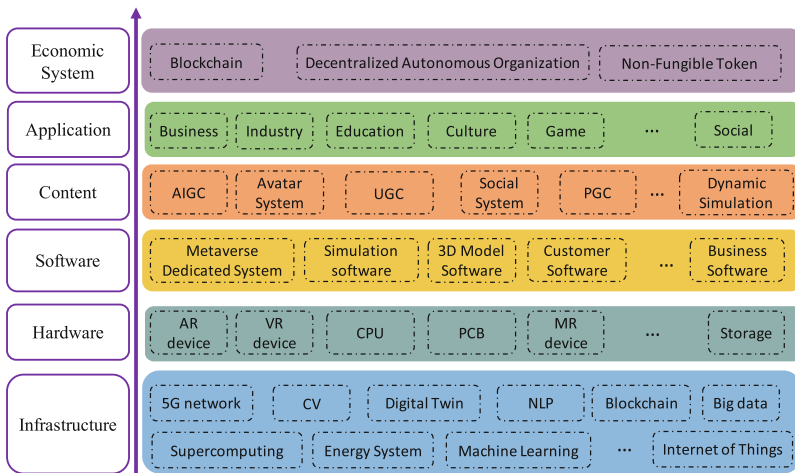 Economic
System
Blockchain
Decentralized Autonomous Organization
Non-Fungible Token
Application
Business
Industry
Education
Culture
Game
...
Social
Content
AIGC
Avatar
System
UGC
Social
System
PGC
...
Dynamic
Simulation
Software
Metaverse
Dedicated System
Simulation
software
3D Model
Software
Customer
Software
...
Business
Software
Hardware
AR
device
VR
device
CPU
PCB
MR
device
...
Storage
Infrastructure
5G network
CV
Digital Twin
NLP
Blockchain
Big data
Supercomputing
Energy System
Machine Learning
...
Internet of Things